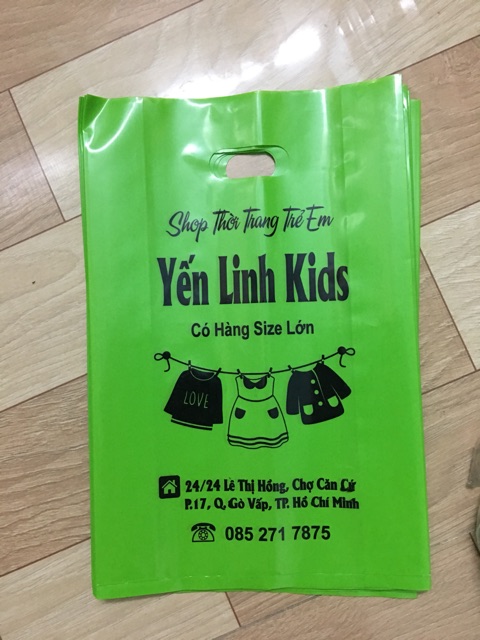 Shop Thời Trang Trẻ Em
Yến Linh Kids
Có Hàng Size Lớn
LOVE
24/24 Lê Thị Hồng, Chợ Căn Cứ
P.17, Q, Gò Vấp, TP. Hồ Chí Minh
085 271 7875